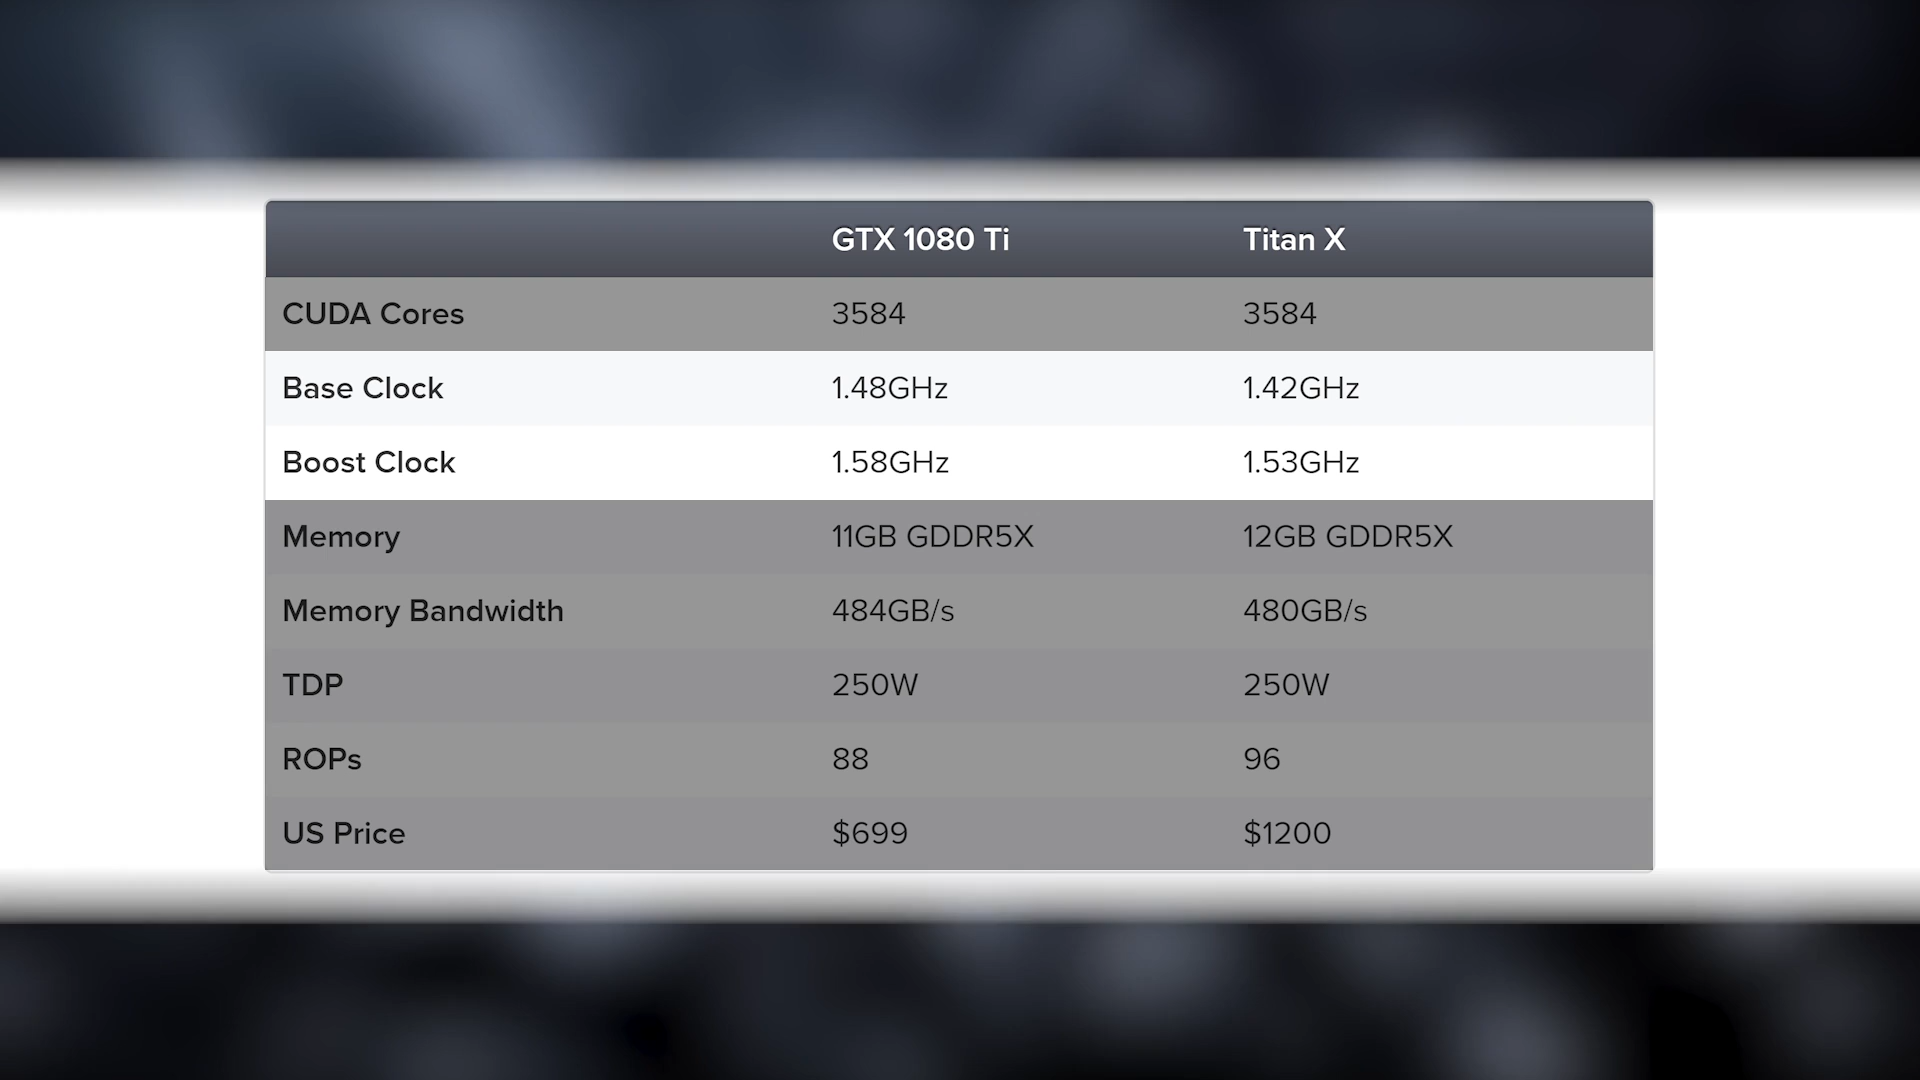 GTX 1080 Ti Titan X
CUDA Cores 3584 3584
Base Clock 1.48GHz 1.42GHz
Boost Clock 1.58GHz 1.53GHz
Memory 11GB GDDR5X 12GB GDDR5X
Memory Bandwidth 484GB/s 480GB/s
TDP 250W 250W
ROPs 88 96
US Price $699 $1200